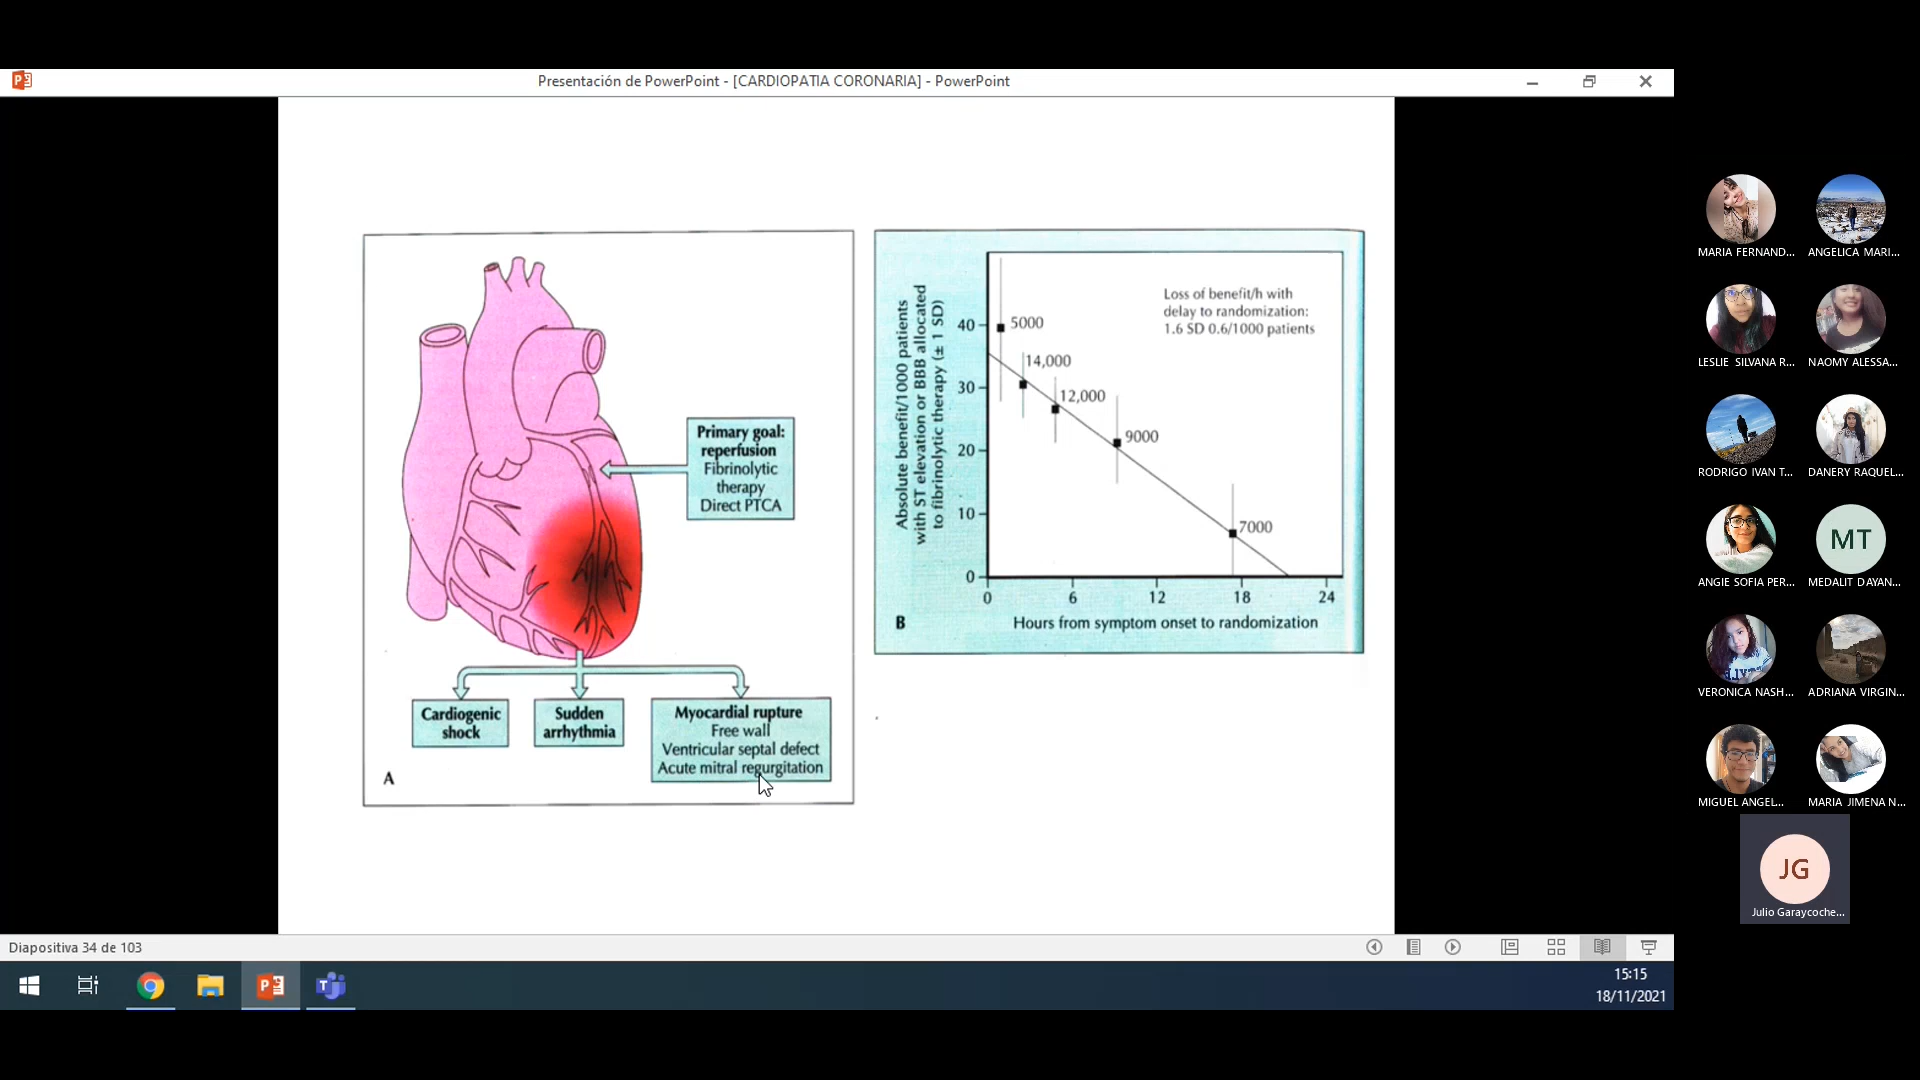 Presentación de PowerPoint - [CARDIOPATIA CORONARIA] - PowerPoint
Primary goal:
reperfusion
Fibrinolytic
therapy
Direct PTCA
Cardiogenic
shock
Sudden
arrhythmia
Myocardial rupture
Free wall
Ventricular septal defect
Acute mitral regurgitation
A
Absolute benefit/1000 patients
with ST elevation or BBB allocated
to fibrinolytic therapy (± 1 SD)
Loss of benefit/h with
delay to randomization:
1.6 SD 0.6/1000 patients
40
30
20
10
0
5000
14,000
12,000
9000
7000
0 6 12 18 24
B
Hours from symptom onset to randomization
MARIA FERNAND...
ANGELICA MARI...
LESLIE SILVANA R...
NAOMY ALESSA...
RODRIGO IVAN T...
DANERY RAQUEL...
ANGIE SOFIA PER...
MT
MEDALIT DAYAN...
VERONICA NASH...
ADRIANA VIRGIN...
MIGUEL ANGEL...
MARIA JIMENA N...
JG
Julio Garaycoche...
Diapositiva 34 de 103
15:15
18/11/2021